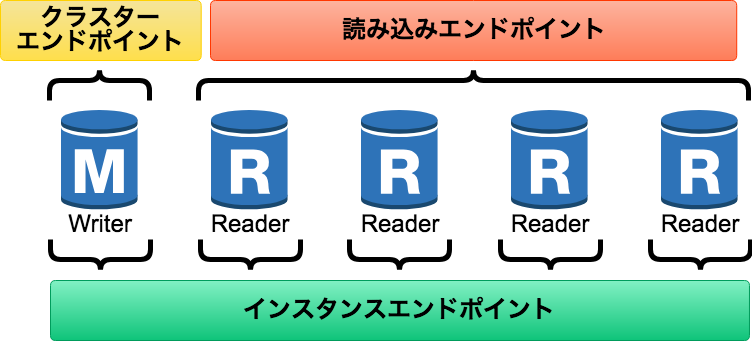 クラスター
エンドポイント
読み込みエンドポイント
M
R
R
R
R
Writer
Reader
Reader
Reader
Reader
インスタンスエンドポイント